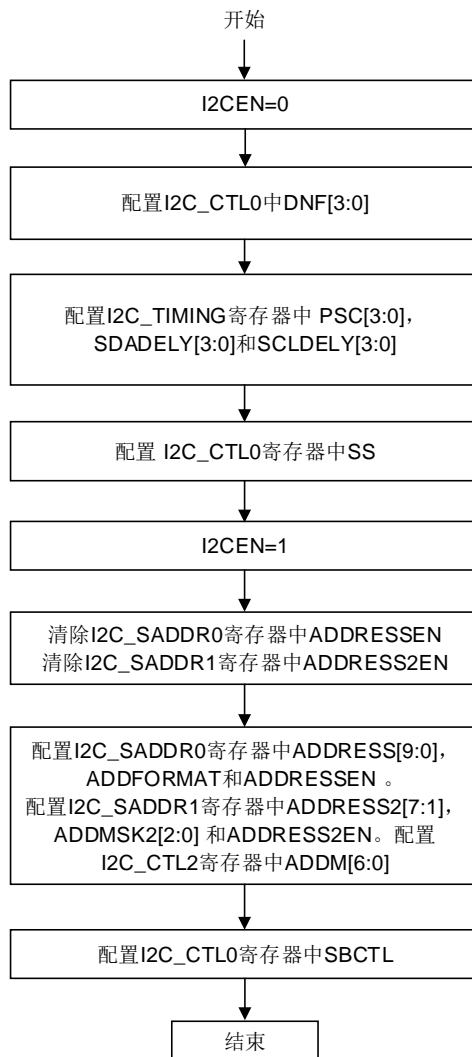 开始
I2CEN=0
配置I2C_CTL0中DNF[3:0]
配置I2C_TIMING寄存器中 PSC[3:0]，
SDADELY[3:0]和SCLDELY[3:0]
配置 I2C_CTL0寄存器中SS
I2CEN=1
清除I2C_SADDR0寄存器中ADDRESSEN
清除I2C_SADDR1寄存器中ADDRESS2EN
配置I2C_SADDR0寄存器中ADDRESS[9:0]，
ADDFORMAT和ADDRESSEN 。
配置I2C_SADDR1寄存器中ADDRESS2[7:1]，
ADDMSK2[2:0] 和ADDRESS2EN。配置
I2C_CTL2寄存器中ADDM[6:0]
配置I2C_CTL0寄存器中SBCTL
结束